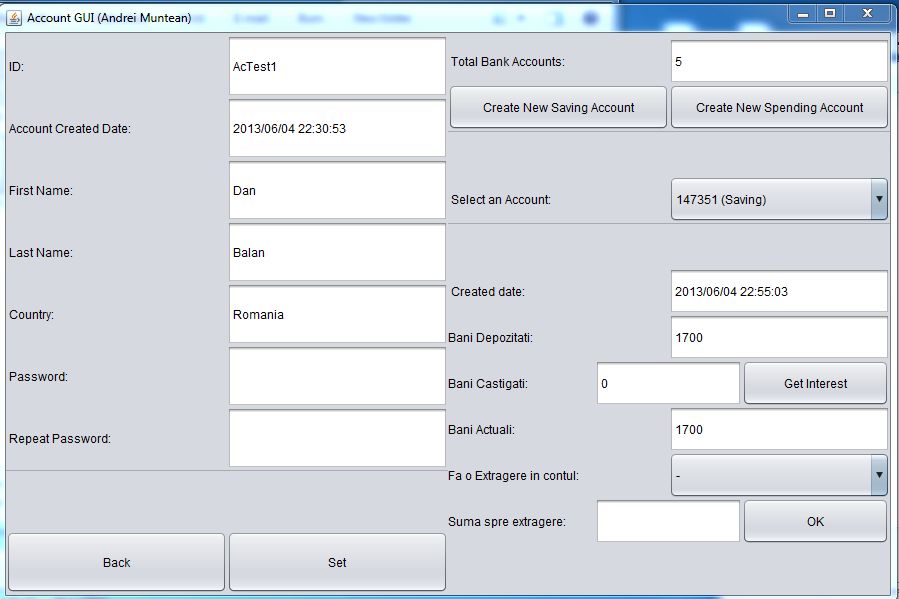 Account GUI (Andrei Muntean)
ID:
AcTest1
Account Created Date:
2013/06/04 22:30:53
First Name:
Dan
Last Name:
Balan
Country:
Romania
Password:
Repeat Password:
Back
Set
Total Bank Accounts:
5
Create New Saving Account
Create New Spending Account
Select an Account:
147351 (Saving)
Created date:
2013/06/04 22:55:03
Bani Depozitati:
1700
Bani Castigati:
0
Get Interest
Bani Actuali:
1700
Fa o Extragere in contul:
-
Suma spre extragere:
OK